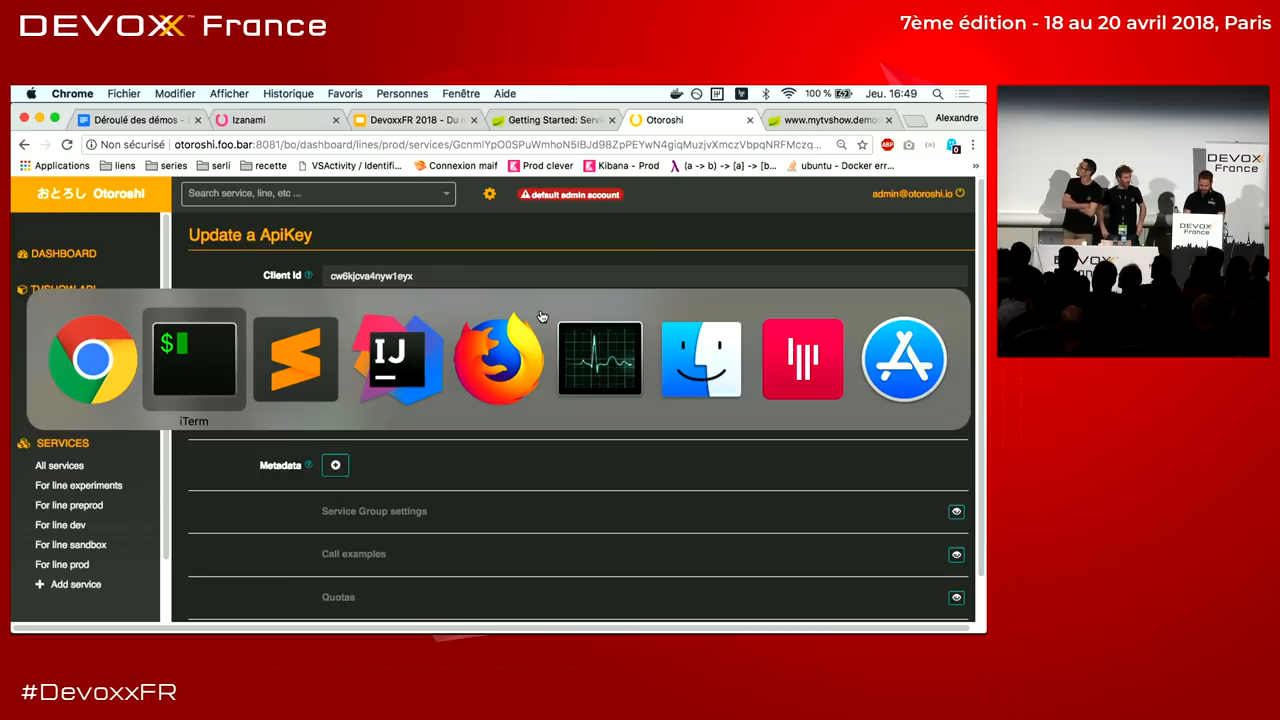 DEVOXX™ France
7ème édition - 18 au 20 avril 2018, Paris
Chrome Fichier Modifier Afficher Historique Favoris Personnes Fenêtre Aide
100 % Jeu. 16:49
Déroulé des démos - Izanami DevoxxFR 2018 - Du m Getting Started: Servi Otoroshi www.mytvshow.demo Alexandre
Non sécurisé otoroshi.foo.bar:8081/bo/dashboard/lines/prod/services/
Applications liens series serli recette VSActivity / Identifi... Connexion maif Prod clever Kibana - Prod (a -> b) -> [a] -> [b... ubuntu - Docker err... »
おとろし Otoroshi
Search service, line, etc ...
default admin account
admin@otoroshi.io
Update a ApiKey
DASHBOARD
Client Id cw6kjcva4nyw1eyx
$
IJ
iTerm
SERVICES
All services
For line experiments
For line preprod
For line dev
For line sandbox
For line prod
Add service
Metadata
Service Group settings
Call examples
Quotas
DEVOXX
France
DEVOXX
France
DEVOXX
France
#DevoxxFR